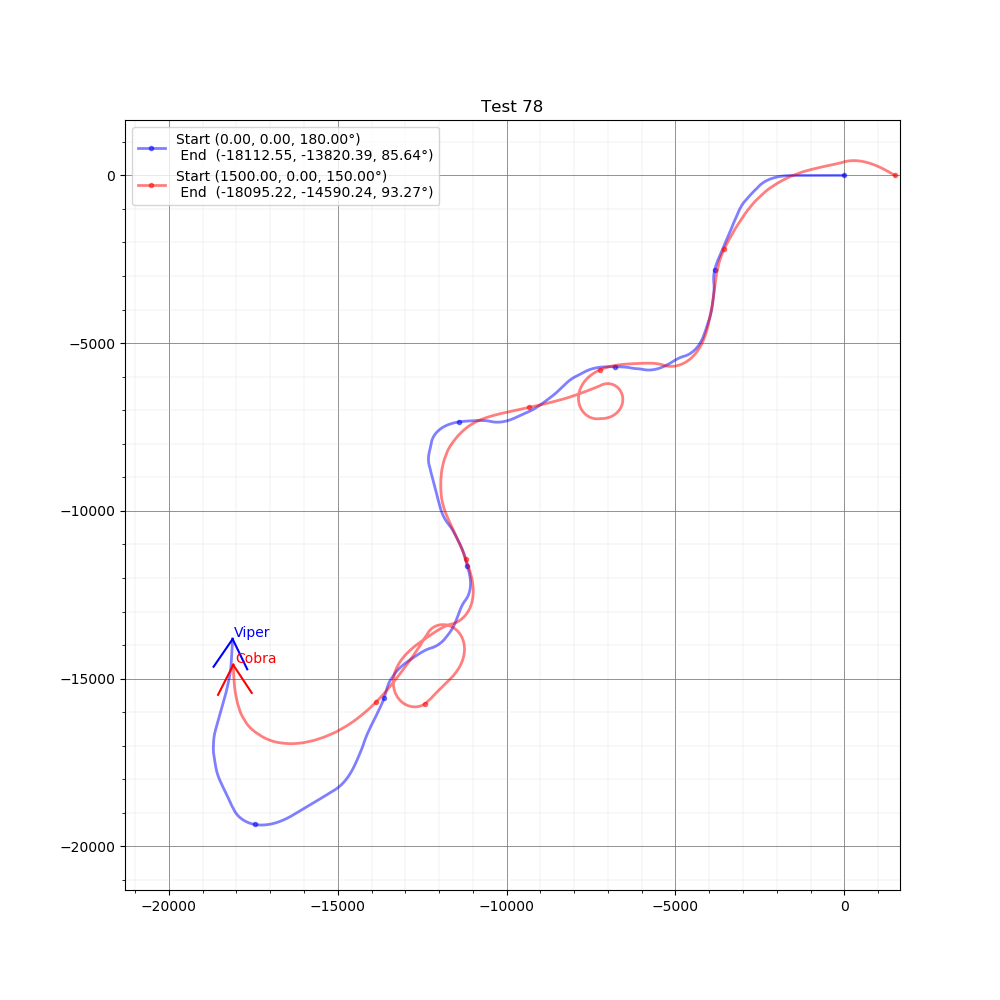 Test 78
Start (0.00, 0.00, 180.00°)
End (-18112.55, -13820.39, 85.64°)
Start (1500.00, 0.00, 150.00°)
End (-18095.22, -14590.24, 93.27°)
0
−5000
−10000
−15000
−20000
Viper
Cobra
−20000
−15000
−10000
−5000
0